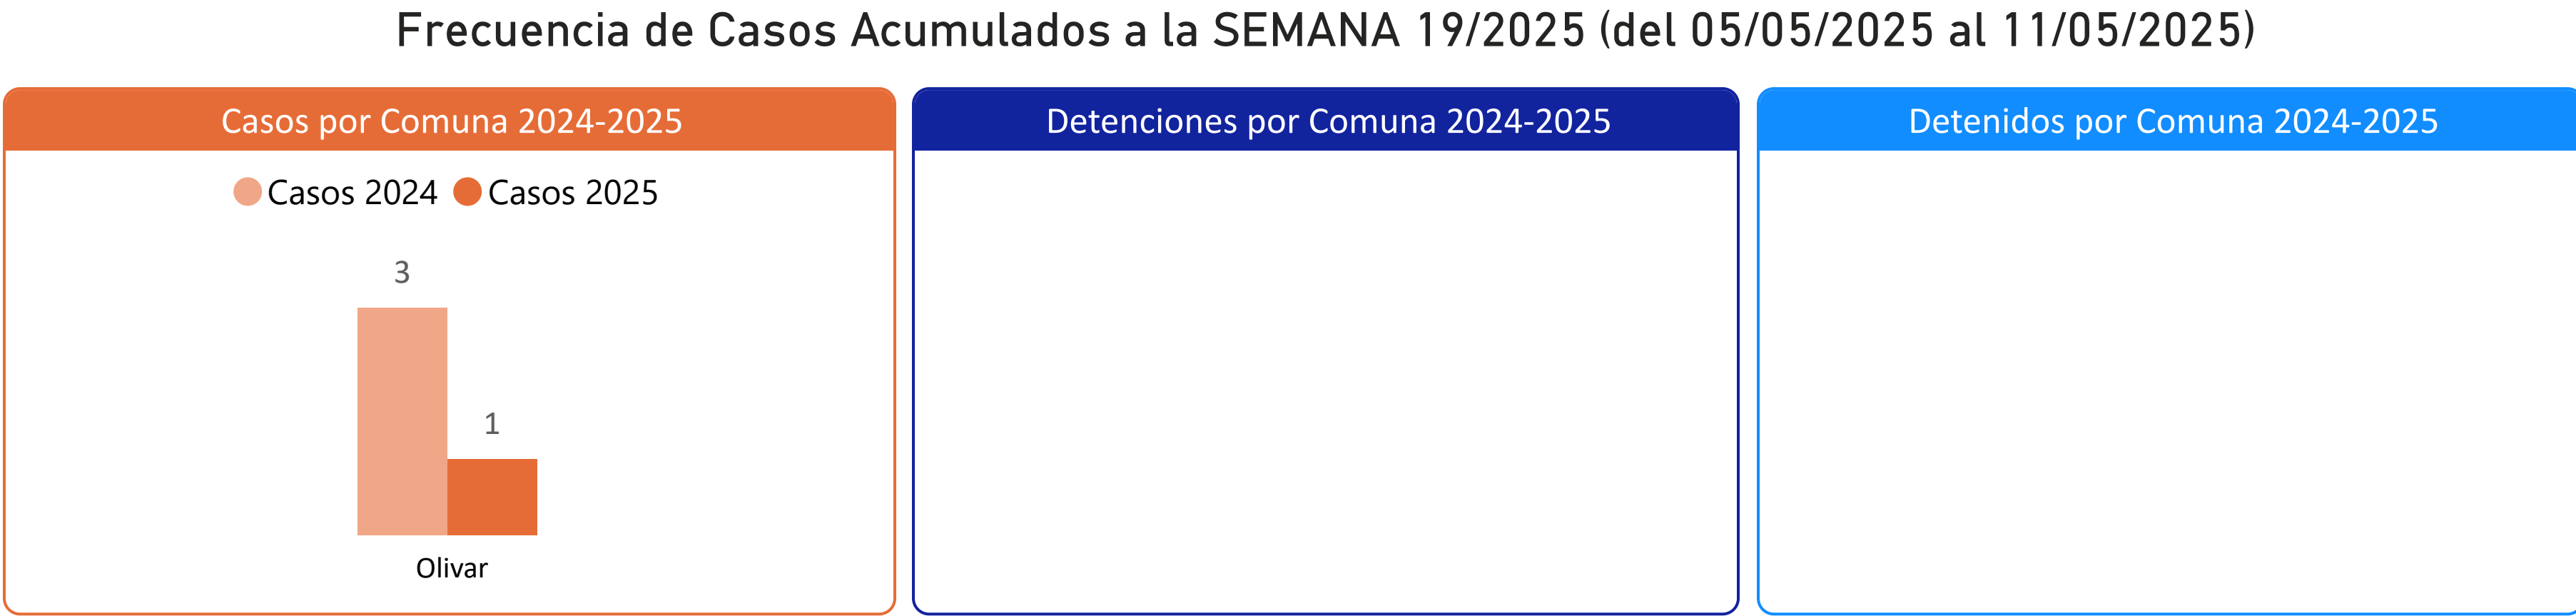 Frecuencia de Casos Acumulados a la SEMANA 19/2025 (del 05/05/2025 al 11/05/2025)
Casos por Comuna 2024-2025
Casos 2024 Casos 2025
3
1
Olivar
Detenciones por Comuna 2024-2025
Detenidos por Comuna 2024-2025